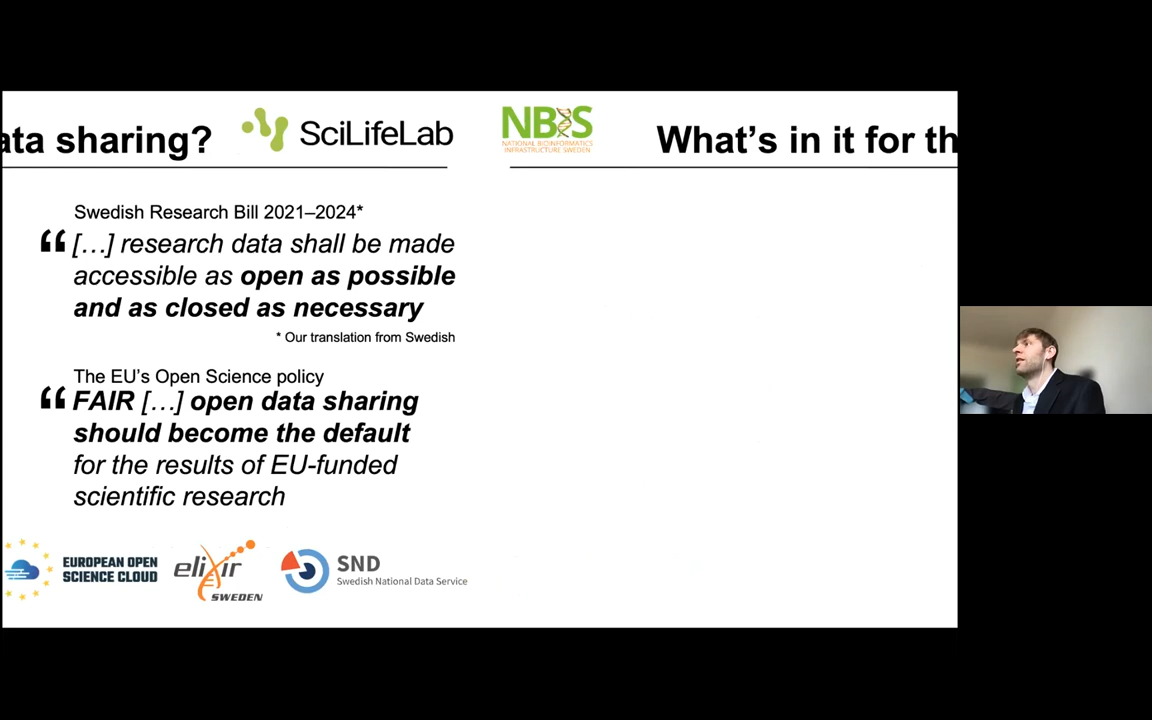 ata sharing?
SciLifeLab
Swedish Research Bill 2021–2024*
“ […] research data shall be made
accessible as open as possible
and as closed as necessary
* Our translation from Swedish
The EU's Open Science policy
“ FAIR […] open data sharing
should become the default
for the results of EU-funded
scientific research
EUROPEAN OPEN
SCIENCE CLOUD
elixir
SWEDEN
SND
Swedish National Data Service
NBIS
NATIONAL BIOINFORMATICS
INFRASTRUCTURE SWEDEN
What's in it for th